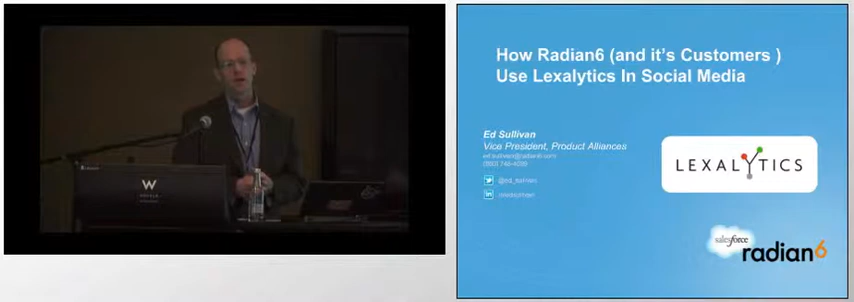 W
How Radian6 (and it's Customers )
Use Lexalytics In Social Media
Ed Sullivan
Vice President, Product Alliances
LEXALYTICS
salesforce
radian6